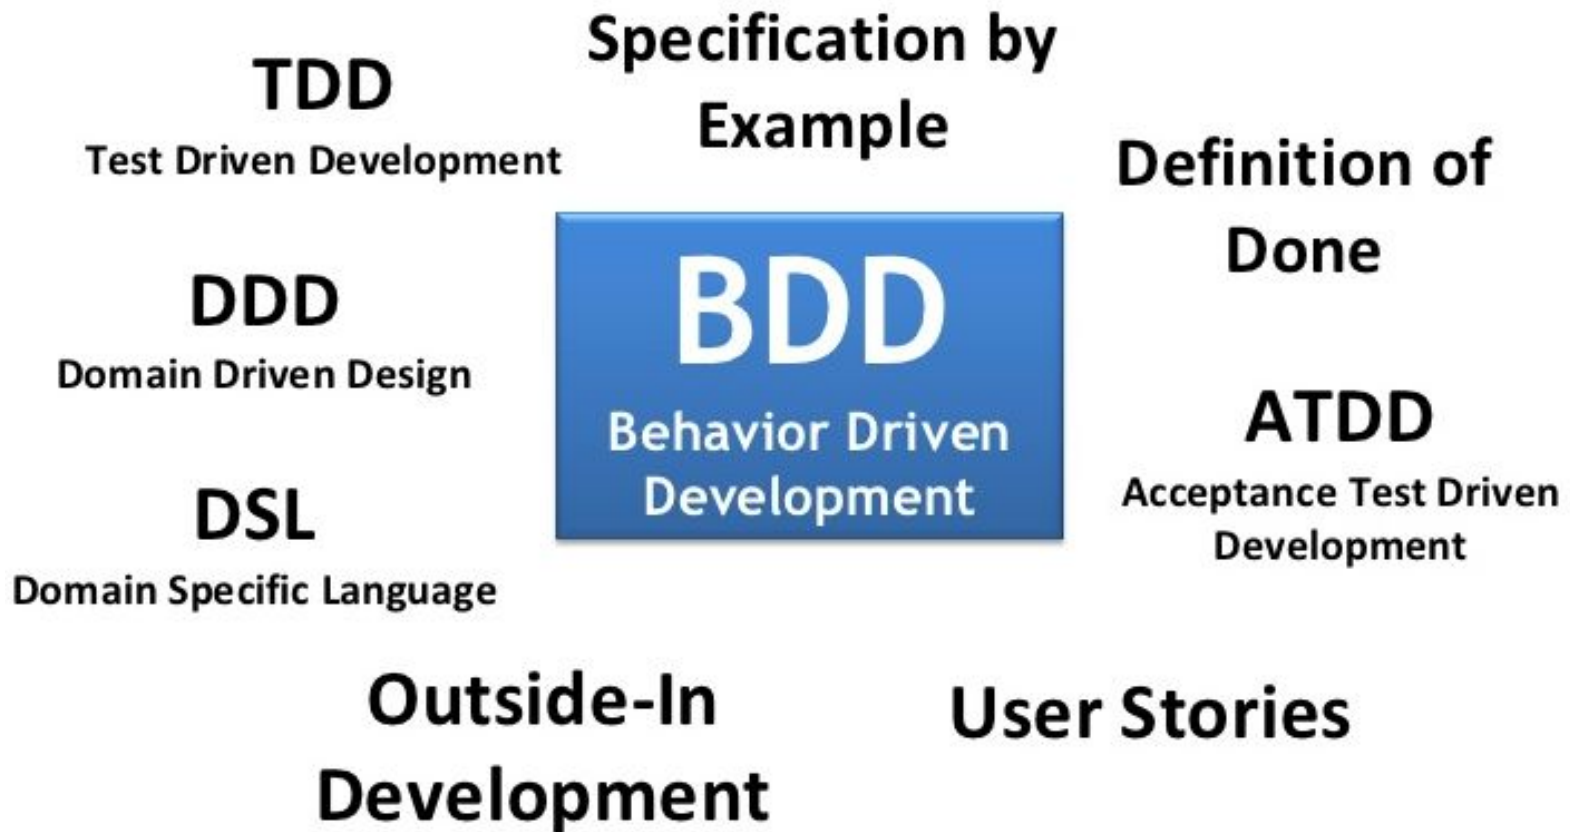 Specification by
Example
TDD
Test Driven Development
Definition of
Done
BDD
Behavior Driven
Development
DDD
Domain Driven Design
ATDD
Acceptance Test Driven
Development
DSL
Domain Specific Language
Outside-In
Development
User Stories